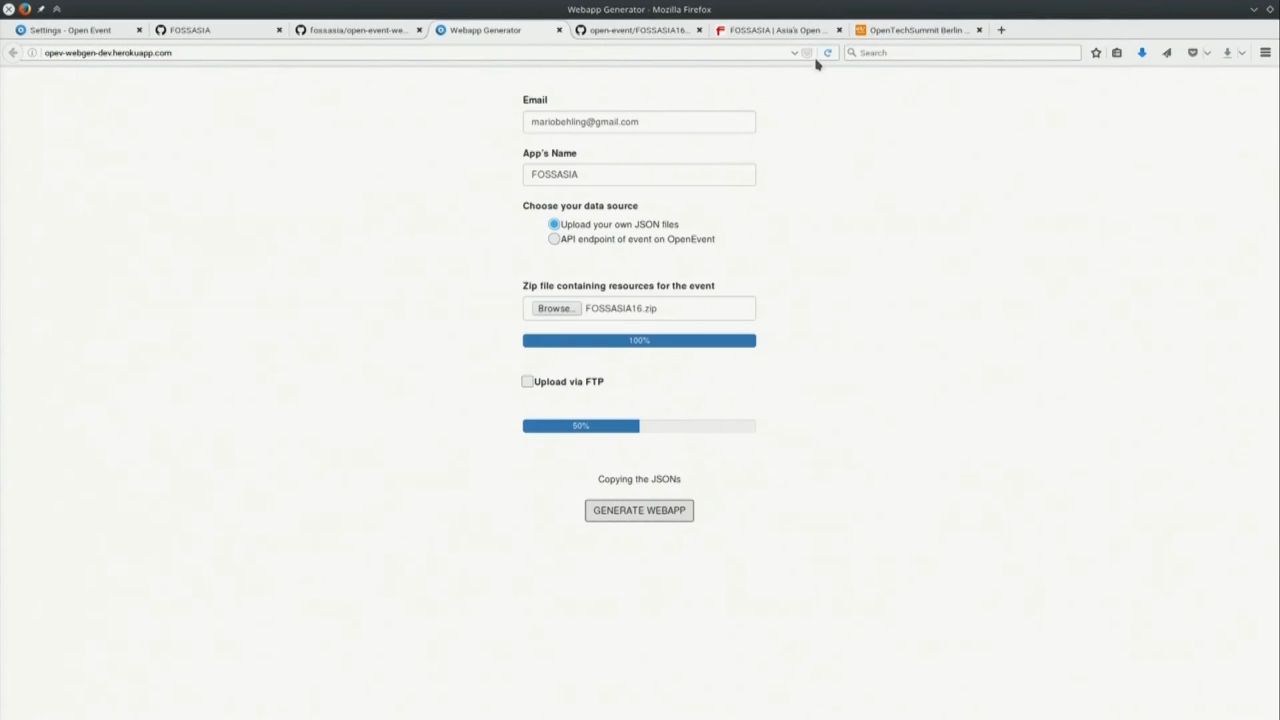 Webapp Generator - Mozilla Firefox
Settings - Open Event
FOSSASIA
fossasia/open-event-we...
Webapp Generator
open-event/FOSSASIA16...
FOSSASIA | Asia's Open ...
OpenTechSummit Berlin ...
opev-webgen-dev.herokuapp.com
Search
Email
mariobehling@gmail.com
App's Name
FOSSASIA
Choose your data source
Upload your own JSON files
API endpoint of event on OpenEvent
Zip file containing resources for the event
Browse... FOSSASIA16.zip
100%
Upload via FTP
50%
Copying the JSONs
GENERATE WEBAPP